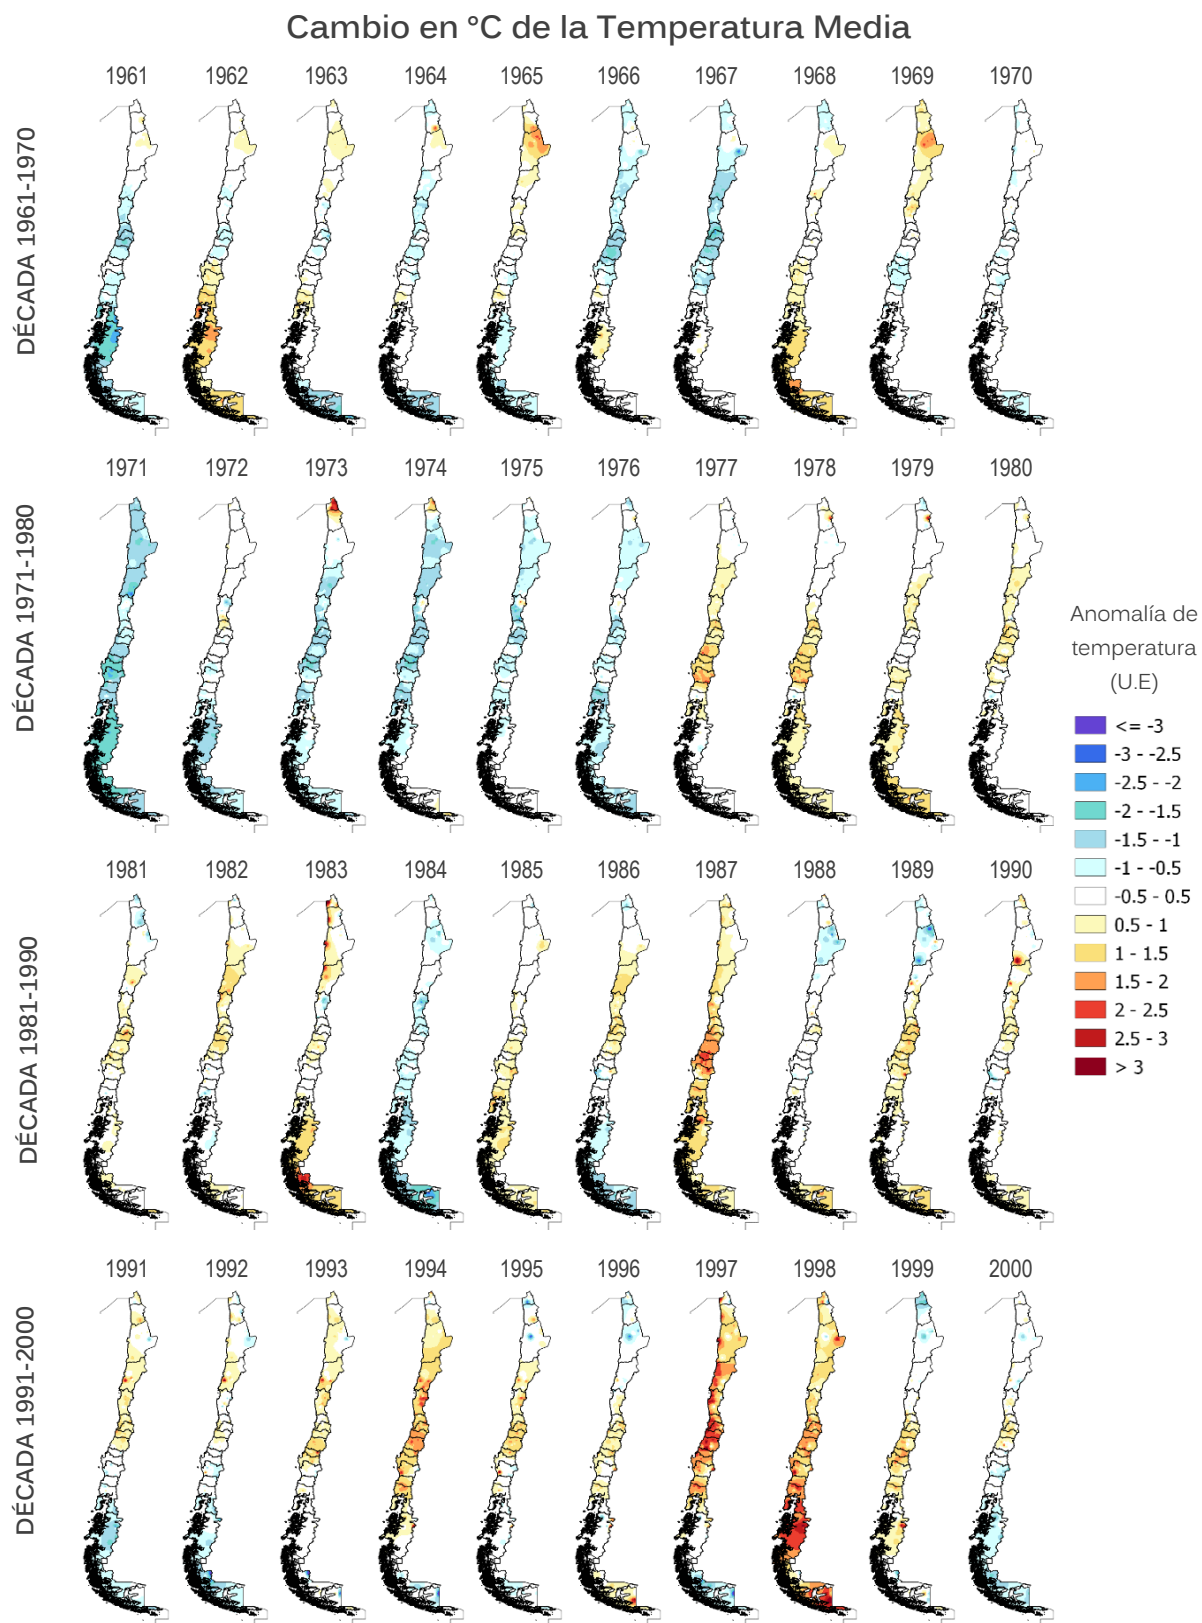 Cambio en °C de la Temperatura Media
1961 1962 1963 1964 1965 1966 1967 1968 1969 1970
DÉCADA 1961-1970
1971 1972 1973 1974 1975 1976 1977 1978 1979 1980
DÉCADA 1971-1980
1981 1982 1983 1984 1985 1986 1987 1988 1989 1990
DÉCADA 1981-1990
1991 1992 1993 1994 1995 1996 1997 1998 1999 2000
DÉCADA 1991-2000
Anomalía de
temperatura
(U.E)
<= -3
-3 - -2.5
-2.5 - -2
-2 - -1.5
-1.5 - -1
-1 - -0.5
-0.5 - 0.5
0.5 - 1
1 - 1.5
1.5 - 2
2 - 2.5
2.5 - 3
> 3